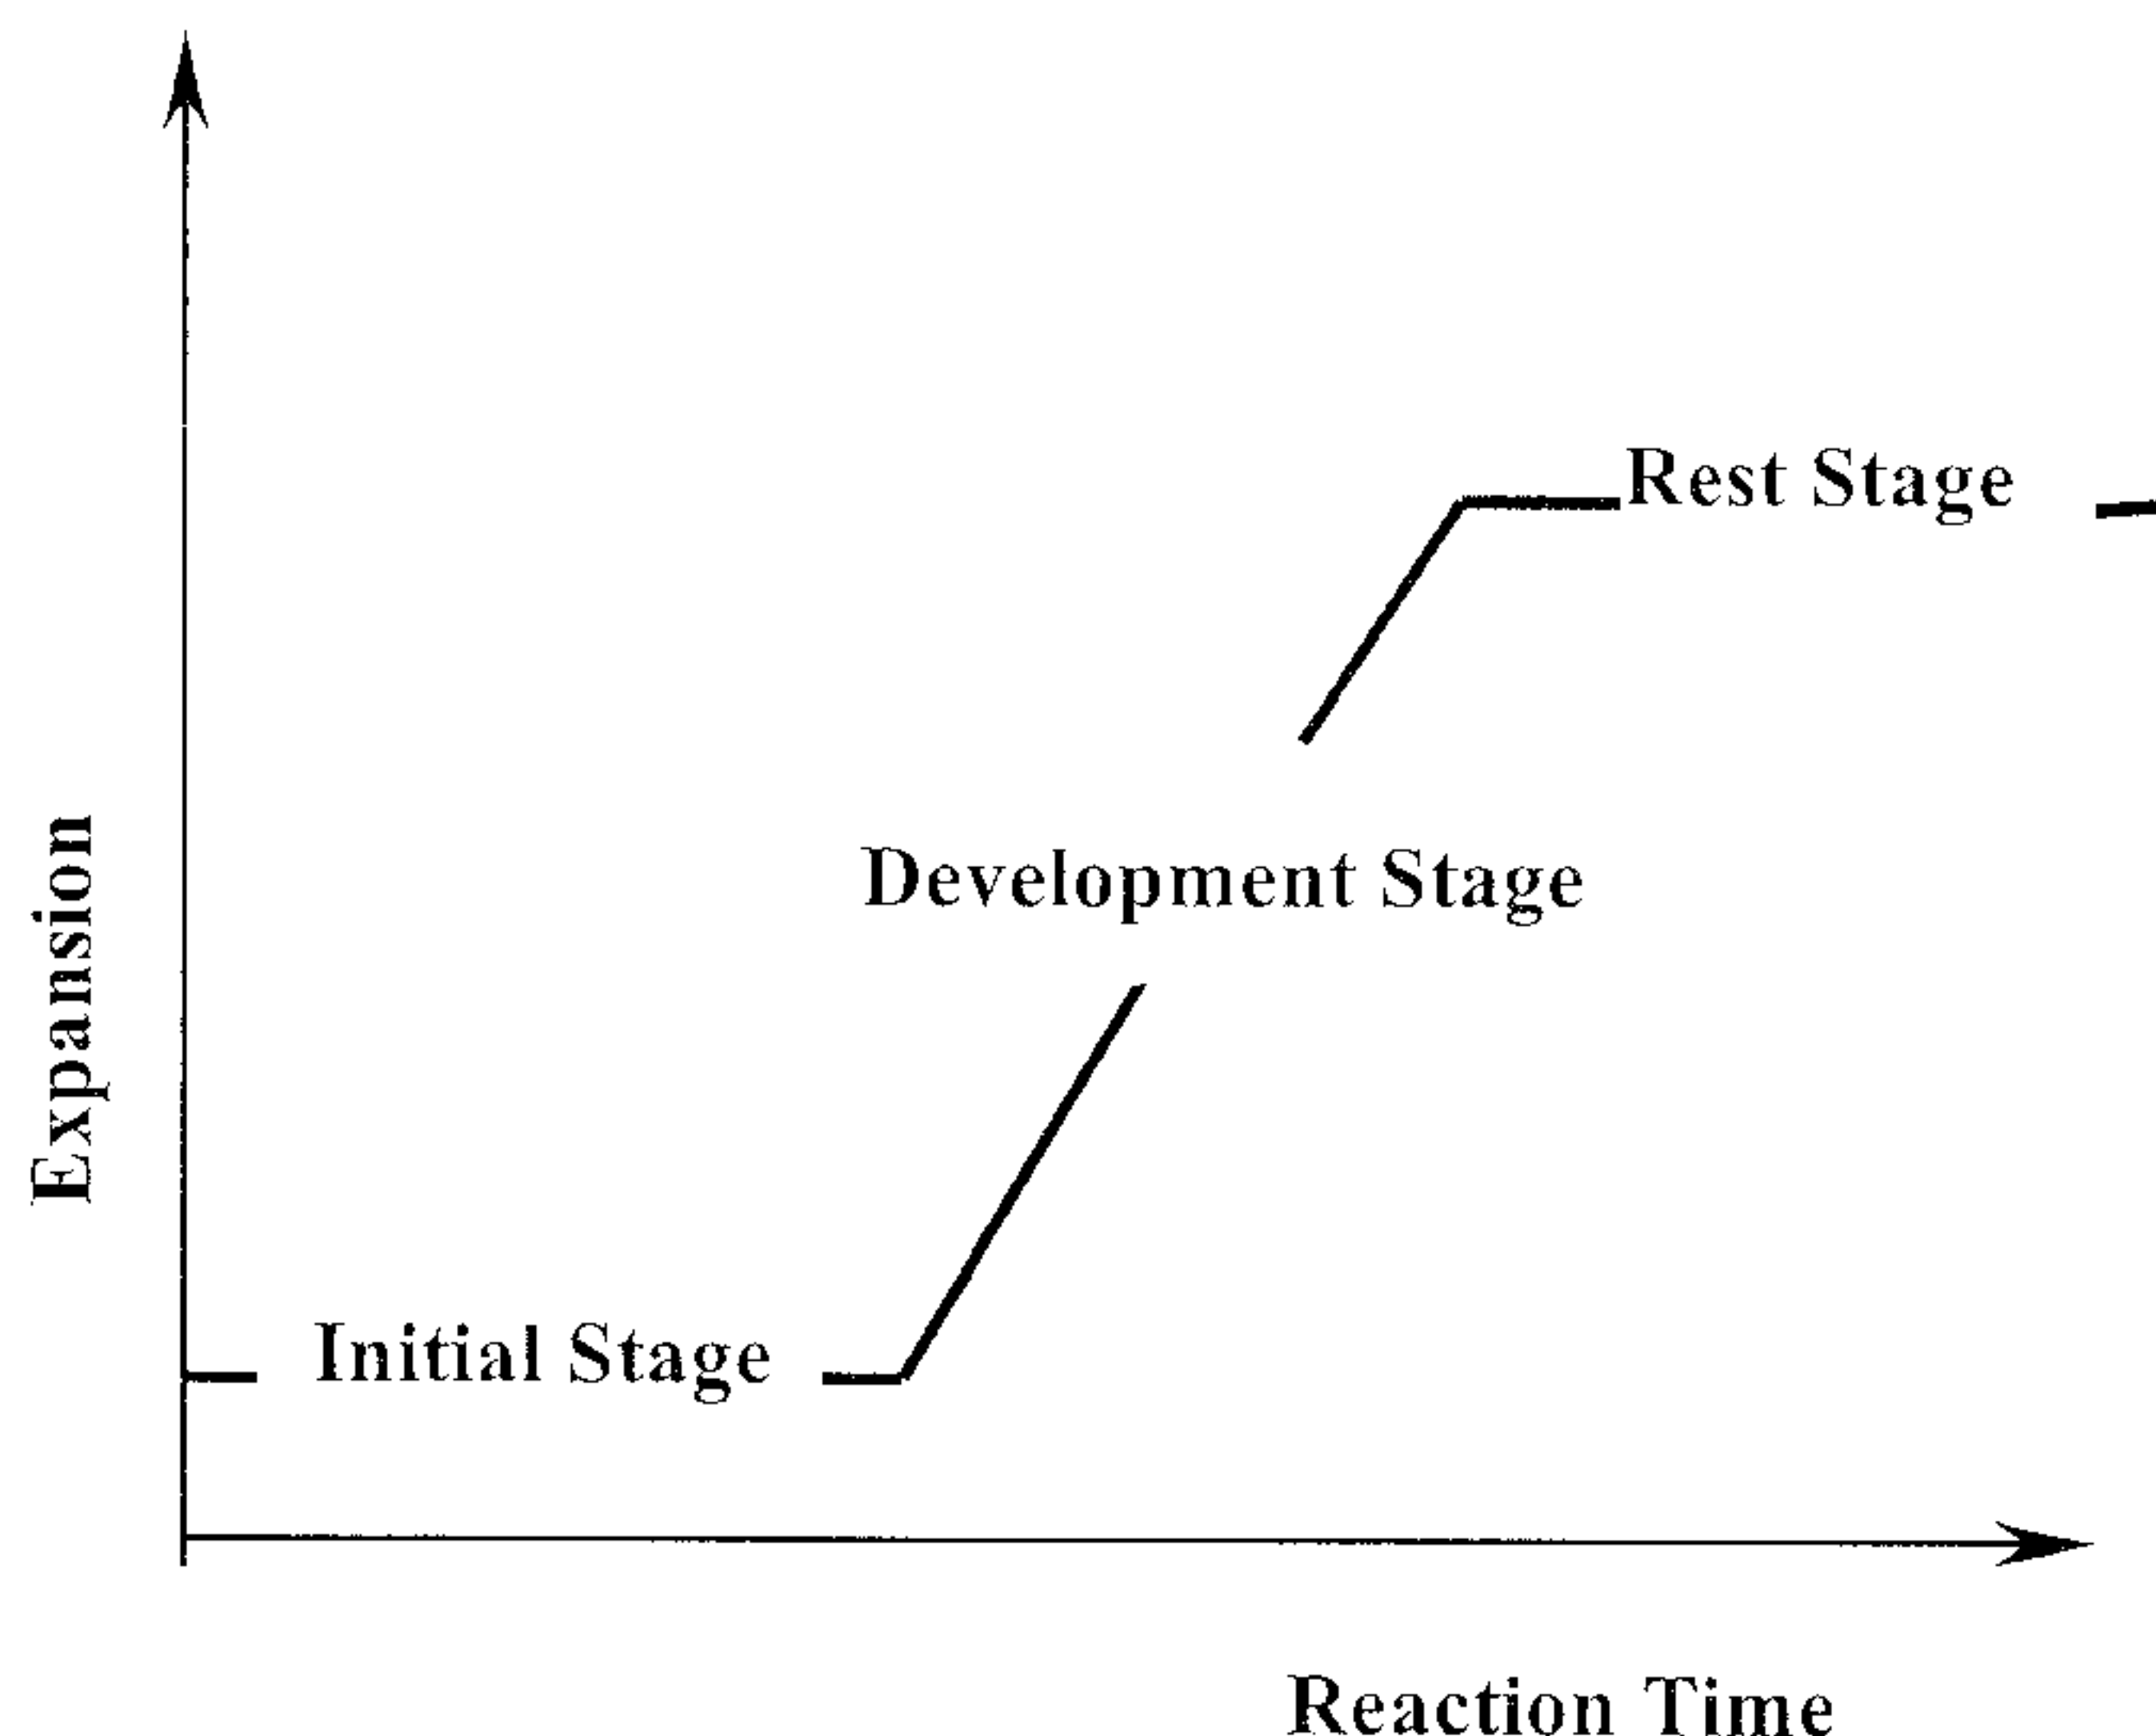 Rest Stage
Development Stage
Expansion
Initial Stage
Reaction Time